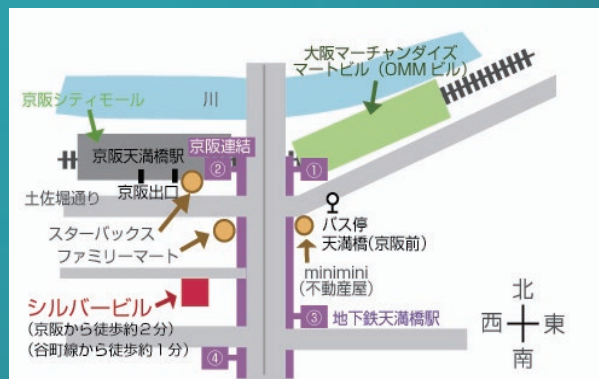 大阪マーチャンダイズ
マートビル（OMMビル）
京阪シティモール
川
京阪連結
京阪天満橋駅
②
①
京阪出口
土佐堀通り
スターバックス
ファミリーマート
バス停
天満橋(京阪前)
minimini
(不動産屋)
シルバービル
(京阪から徒歩約２分)
(谷町線から徒歩約１分)
③
地下鉄天満橋駅
④
北
西
東
南